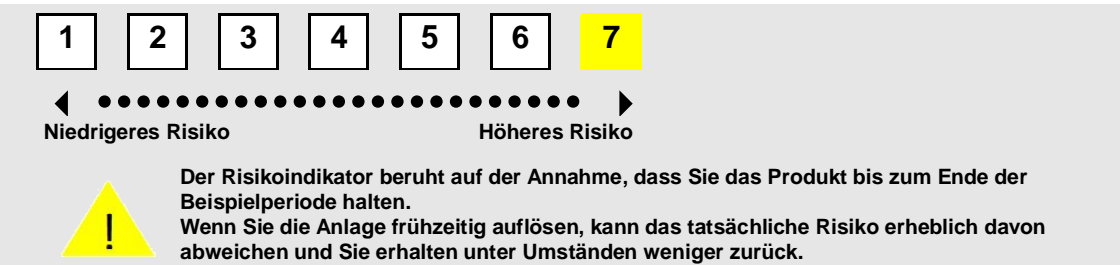 1 2 3 4 5 6 7
Niedrigeres Risiko Höheres Risiko
Der Risikoindikator beruht auf der Annahme, dass Sie das Produkt bis zum Ende der
Beispielperiode halten.
Wenn Sie die Anlage frühzeitig auflösen, kann das tatsächliche Risiko erheblich davon
abweichen und Sie erhalten unter Umständen weniger zurück.
!